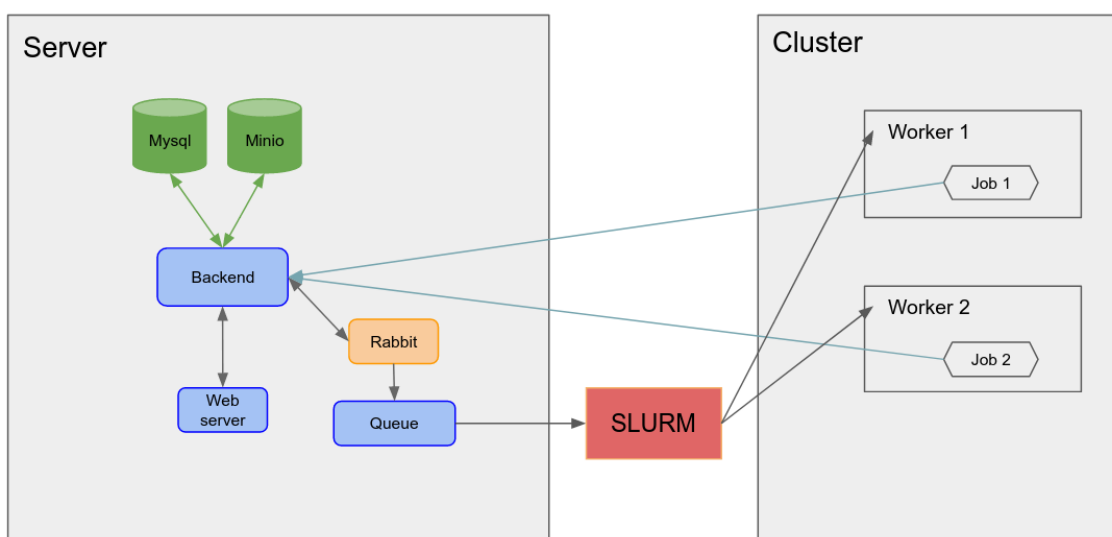 Server
Mysql
Minio
Backend
Rabbit
Web
server
Queue
SLURM
Cluster
Worker 1
Job 1
Worker 2
Job 2